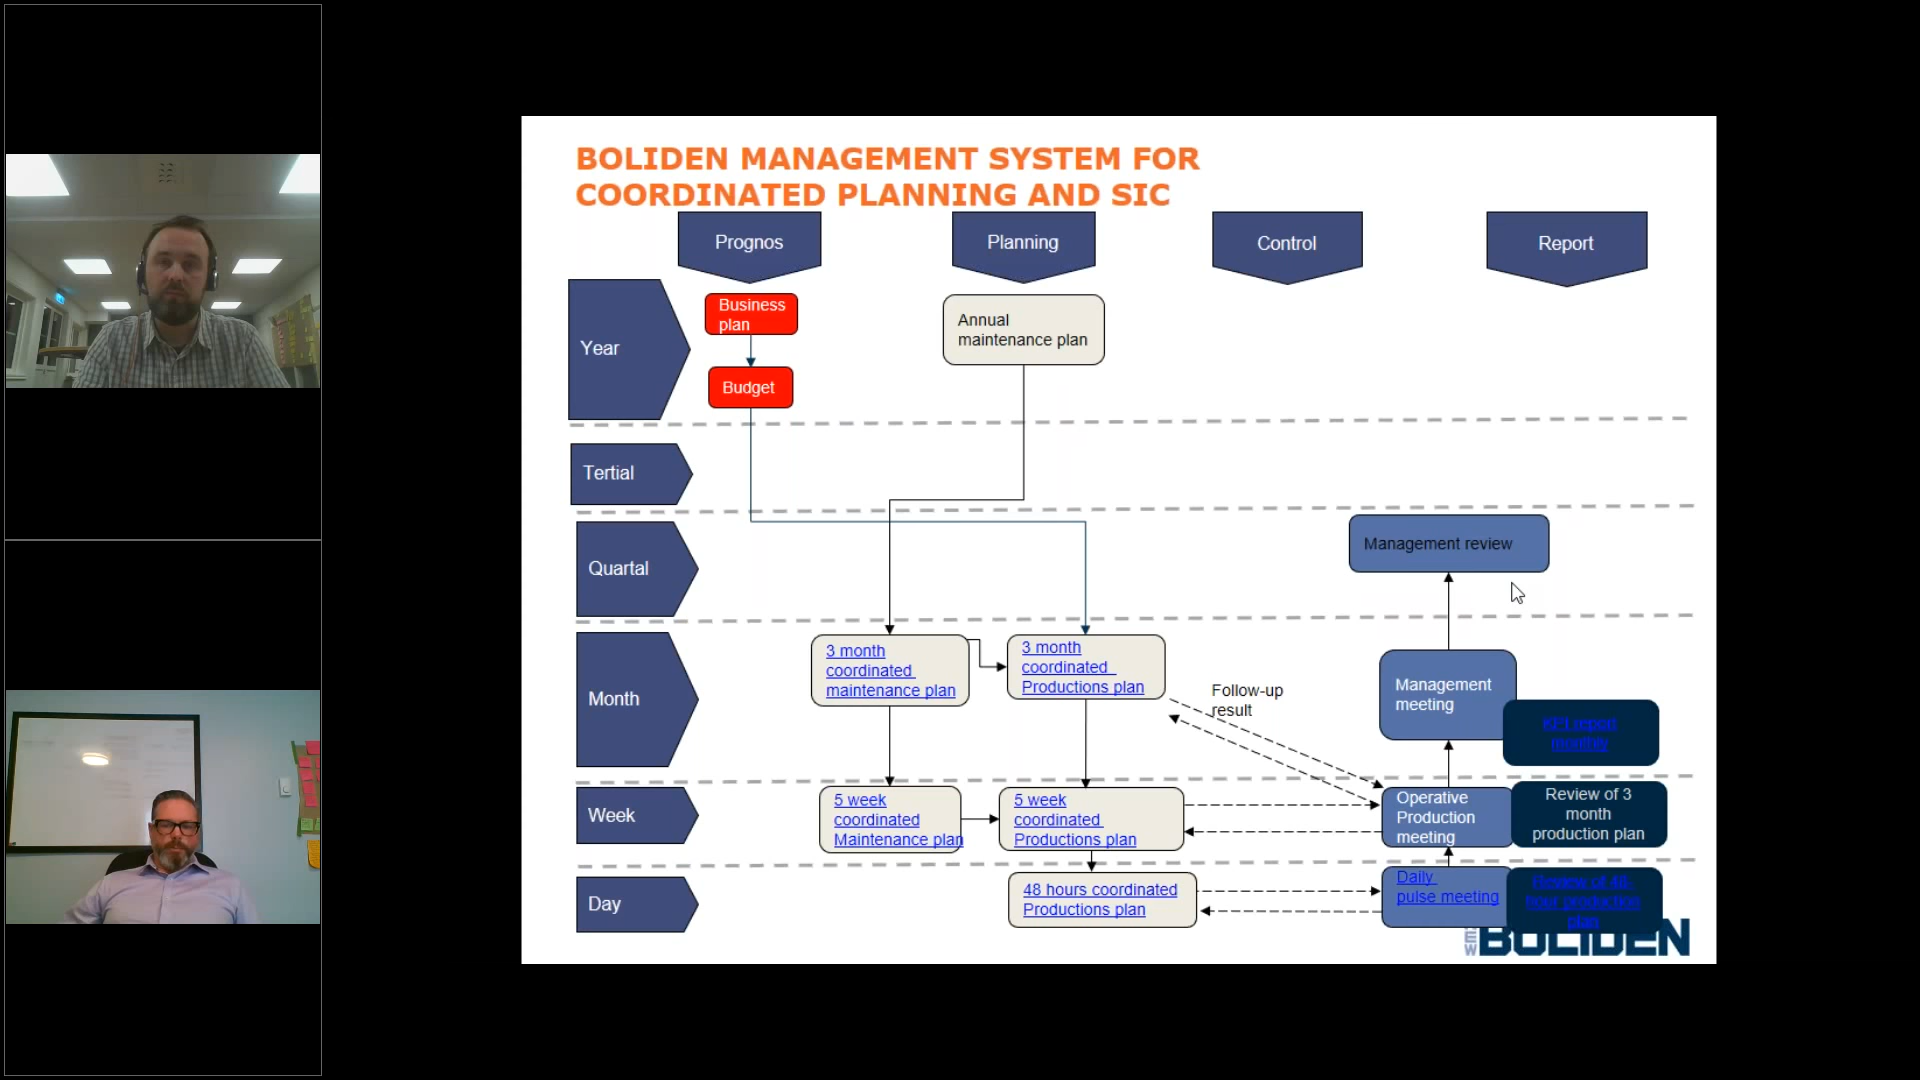 BOLIDEN MANAGEMENT SYSTEM FOR
COORDINATED PLANNING AND SIC
Prognos
Planning
Control
Report
Year
Business
plan
Budget
Annual
maintenance plan
Tertial
Quartal
Management review
Month
3 month
coordinated
maintenance plan
3 month
coordinated
Productions plan
Follow-up
result
Management
meeting
KPI report
monthly
Week
5 week
coordinated
Maintenance plan
5 week
coordinated
Productions plan
Operative
Production
meeting
Review of 3
month
production plan
Day
48 hours coordinated
Productions plan
Daily
pulse meeting
Review of 48
hour production
plan
NEW BOLIDEN